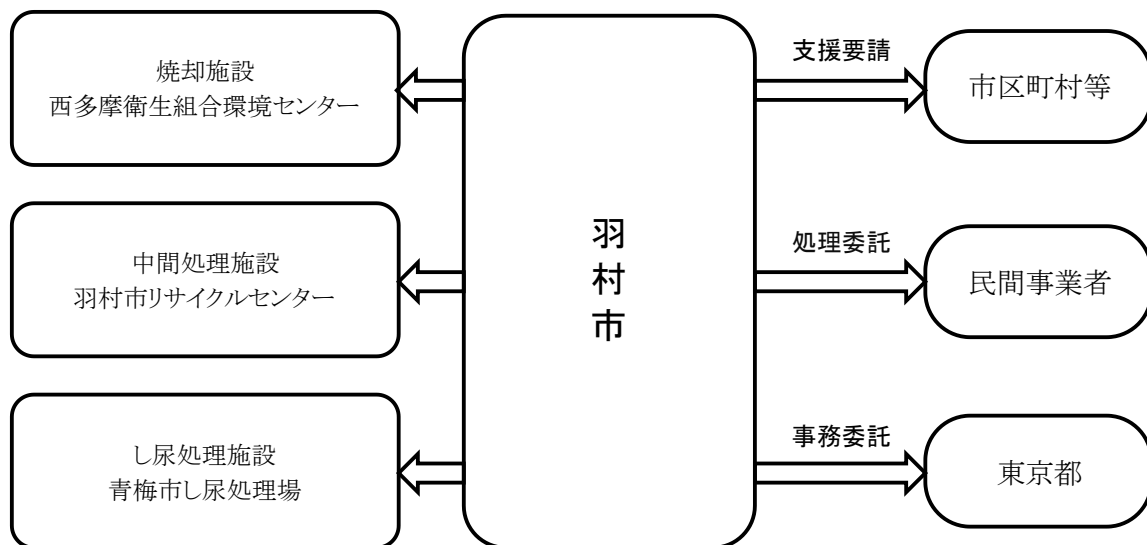 焼却施設
西多摩衛生組合環境センター
中間処理施設
羽村市リサイクルセンター
し尿処理施設
青梅市し尿処理場
羽村市
支援要請
市区町村等
処理委託
民間事業者
事務委託
東京都